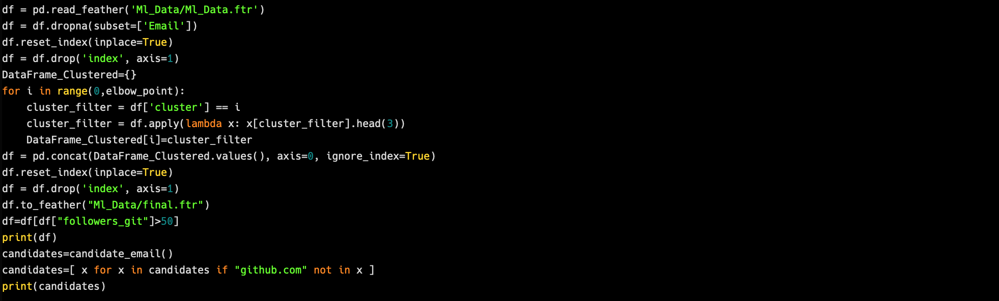 df = pd.read_feather('Ml_Data/Ml_Data.ftr')
df = df.dropna(subset=['Email'])
df.reset_index(inplace=True)
df = df.drop('index', axis=1)
DataFrame_Clustered={}
for i in range(0,elbow_point):
    cluster_filter = df['cluster'] == i
    cluster_filter = df.apply(lambda x: x[cluster_filter].head(3))
    DataFrame_Clustered[i]=cluster_filter
df = pd.concat(DataFrame_Clustered.values(), axis=0, ignore_index=True)
df.reset_index(inplace=True)
df = df.drop('index', axis=1)
df.to_feather("Ml_Data/final.ftr")
df=df[df["followers_git"]>50]
print(df)
candidates=candidate_email()
candidates=[ x for x in candidates if "github.com" not in x ]
print(candidates)